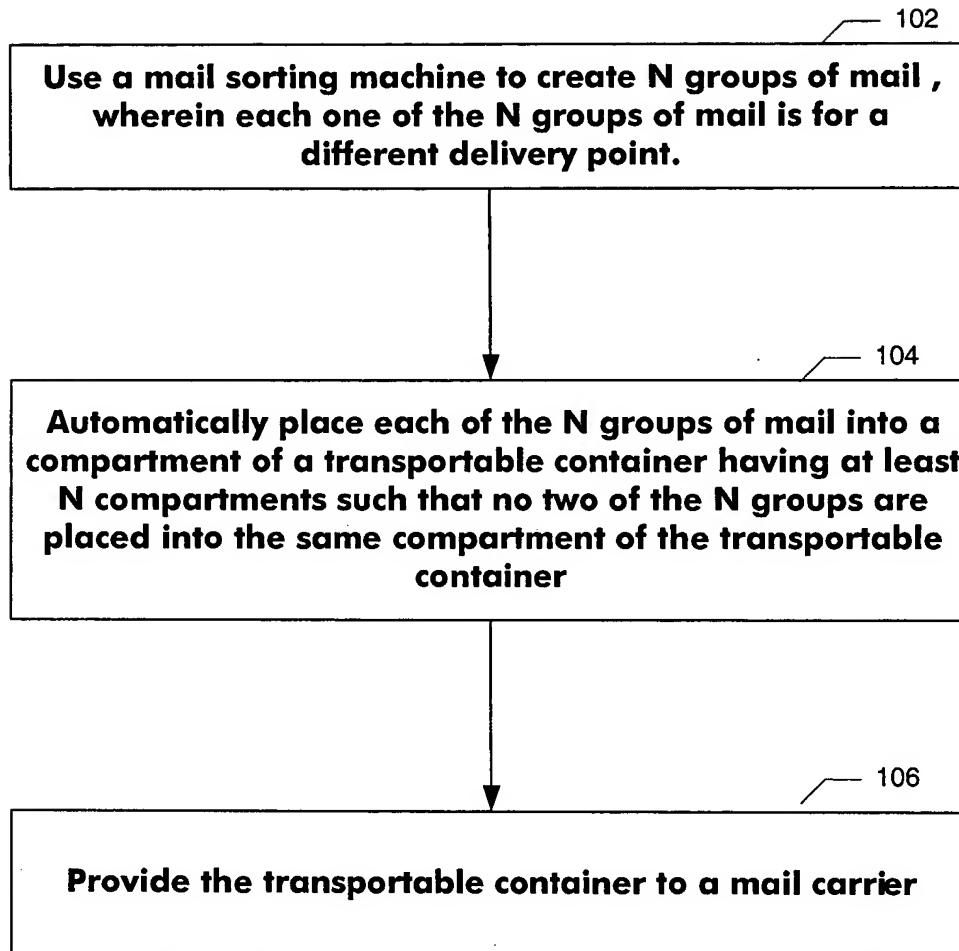 102
Use a mail sorting machine to create N groups of mail ,
wherein each one of the N groups of mail is for a
different delivery point.
104
Automatically place each of the N groups of mail into a
compartment of a transportable container having at least
N compartments such that no two of the N groups are
placed into the same compartment of the transportable
container
106
Provide the transportable container to a mail carrier